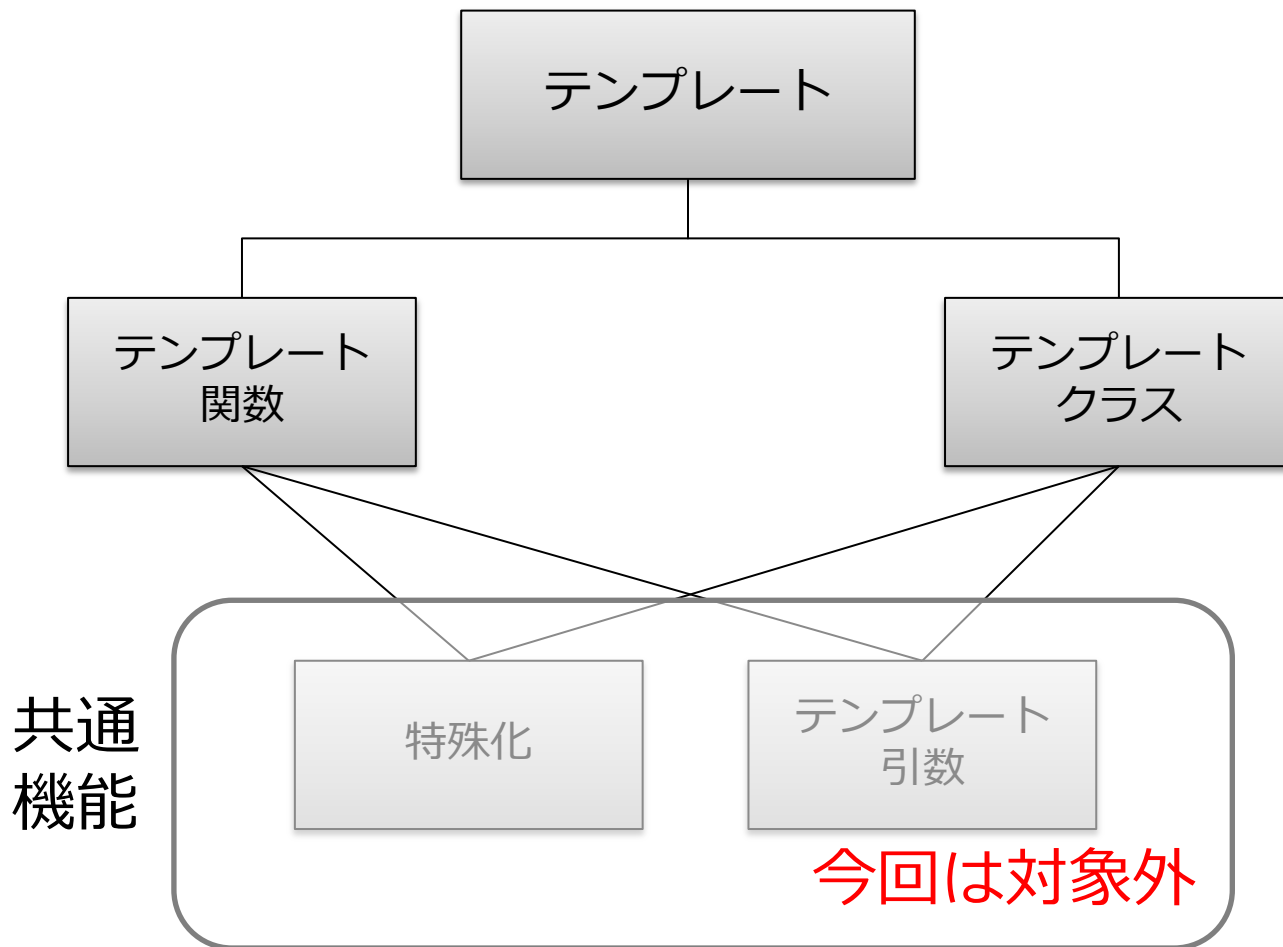 テンプレート
テンプレート
関数
テンプレート
クラス
共通
機能
特殊化
テンプレート
引数
今回は対象外